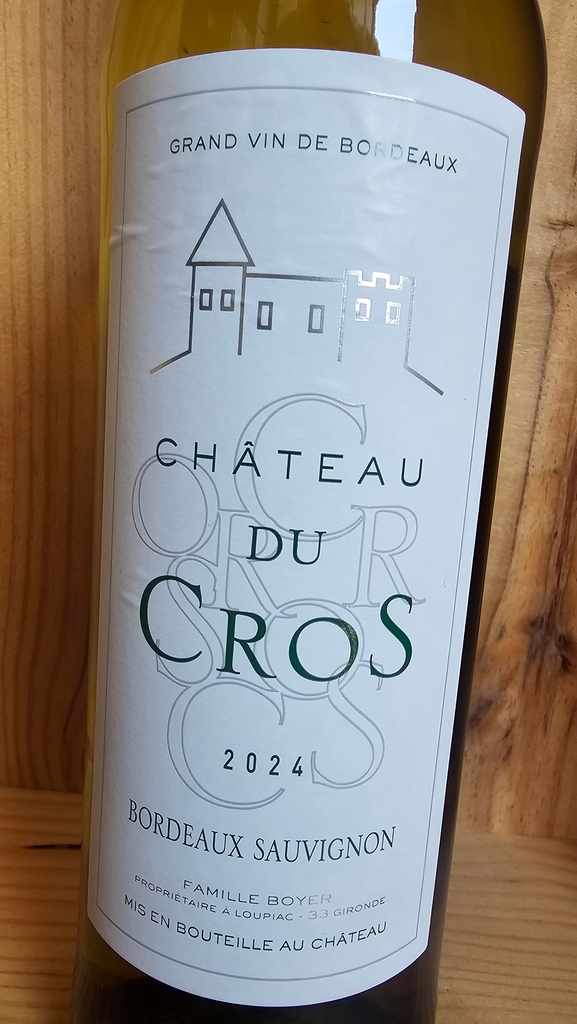 GRAND VIN DE BORDEAUX
CHÂTEAU
DU
CROS
2024
BORDEAUX SAUVIGNON
FAMILLE BOYER
PROPRIÉTAIRE À LOUPIAC - 33 GIRONDE
MIS EN BOUTEILLE AU CHÂTEAU